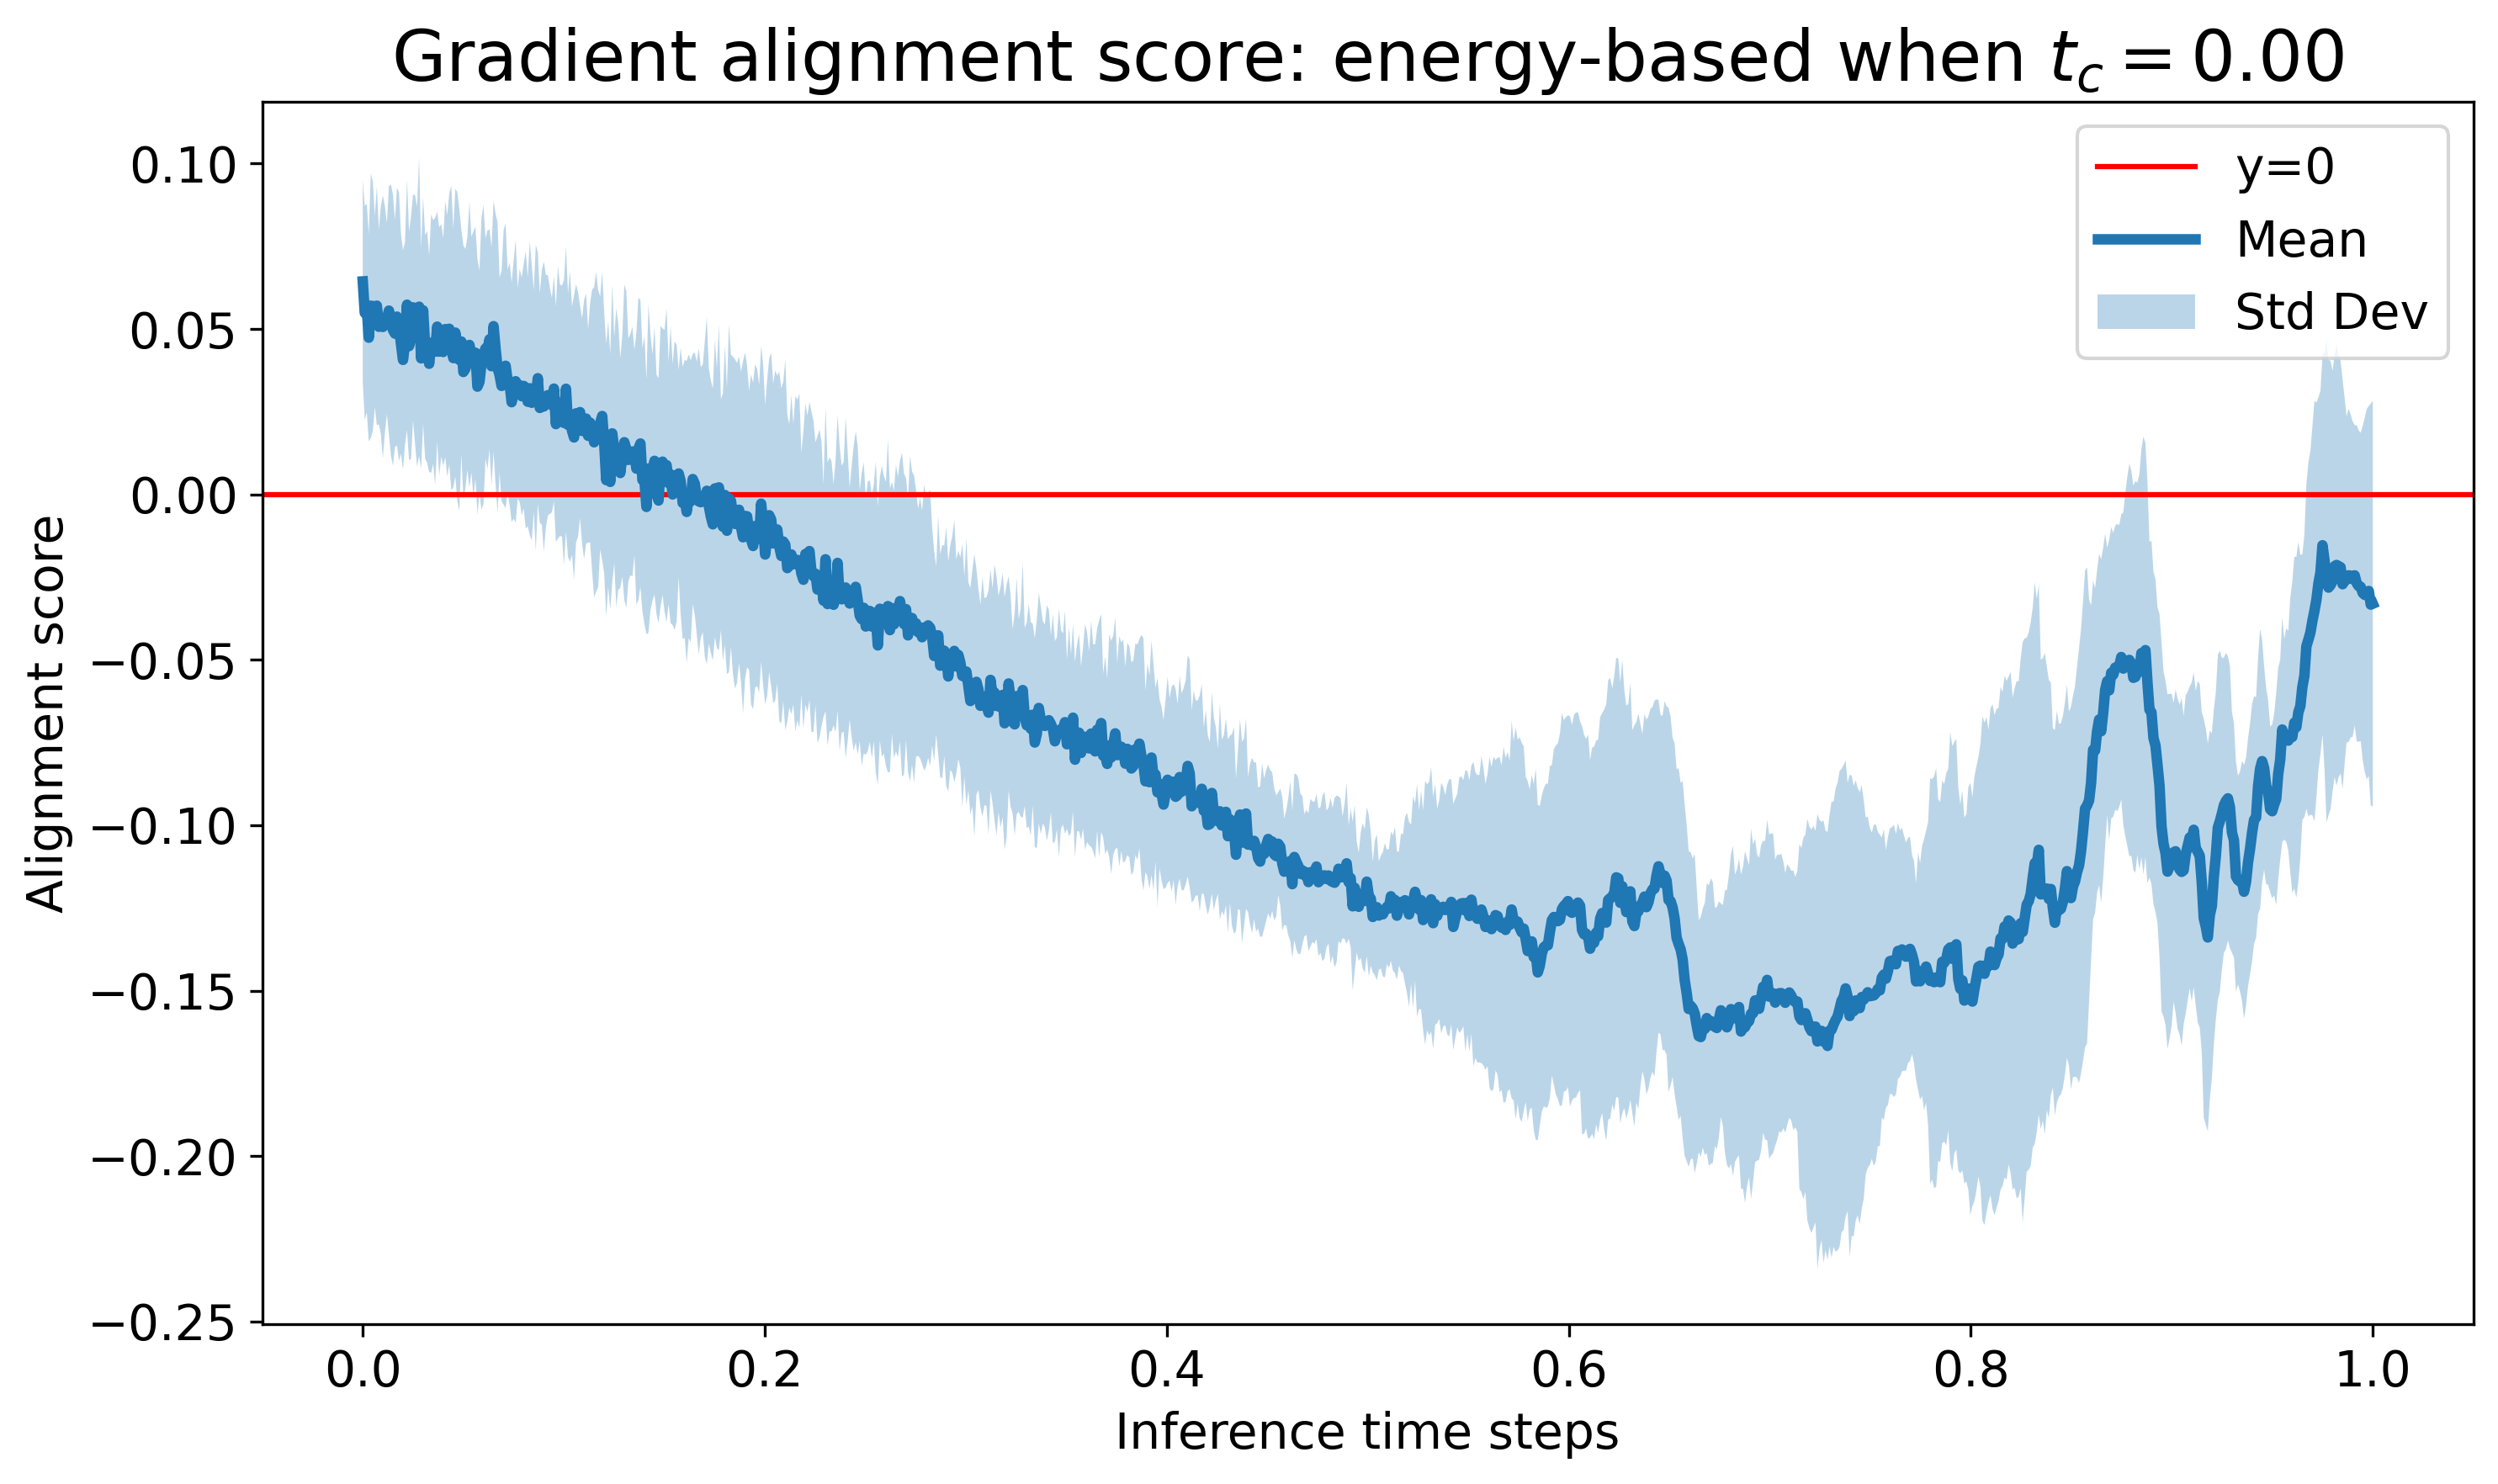 Gradient alignment score: energy-based when t_c = 0.00
y=0
Mean
Std Dev
Alignment score
0.10
0.05
0.00
−0.05
−0.10
−0.15
−0.20
−0.25
0.0 0.2 0.4 0.6 0.8 1.0
Inference time steps